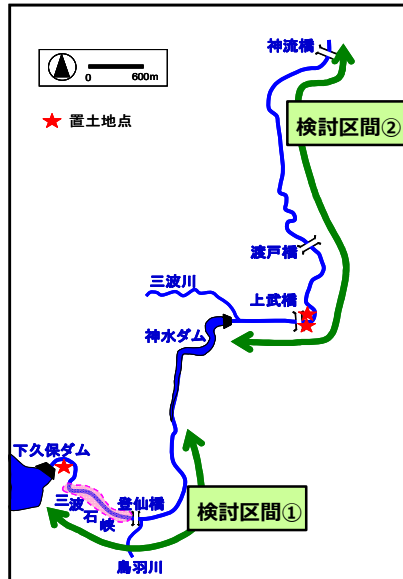 神流橋
0 600m
★ 置土地点
検討区間②
渡戸橋
三波川
上武橋
神水ダム
下久保ダム
三波石峡
登仙橋
検討区間①
鳥羽川